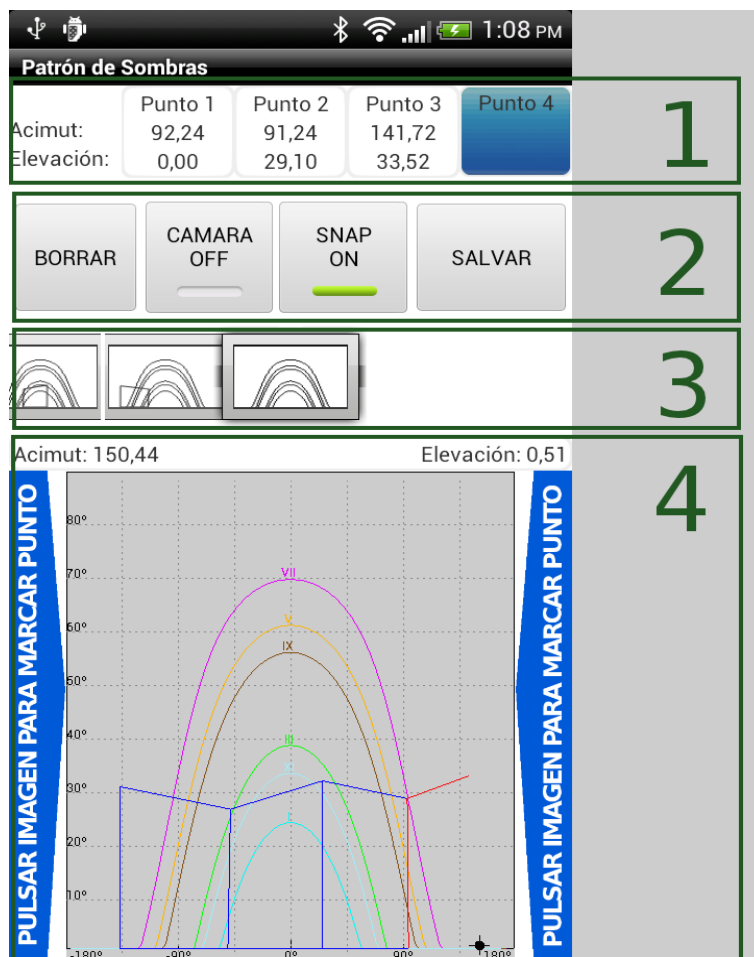 1:08 PM
Patrón de Sombras
Punto 1 Punto 2 Punto 3 Punto 4
Acimut: 92,24 91,24 141,72
Elevación: 0,00 29,10 33,52
1
BORRAR
CAMARA
OFF
SNAP
ON
SALVAR
2
3
Acimut: 150,44 Elevación: 0,51
4
PULSAR IMAGEN PARA MARCAR PUNTO
PULSAR IMAGEN PARA MARCAR PUNTO
80°
70°
VII
60°
V
IX
50°
40°
III
XI
30°
I
20°
10°
-180° -90° 0° 90° 180°